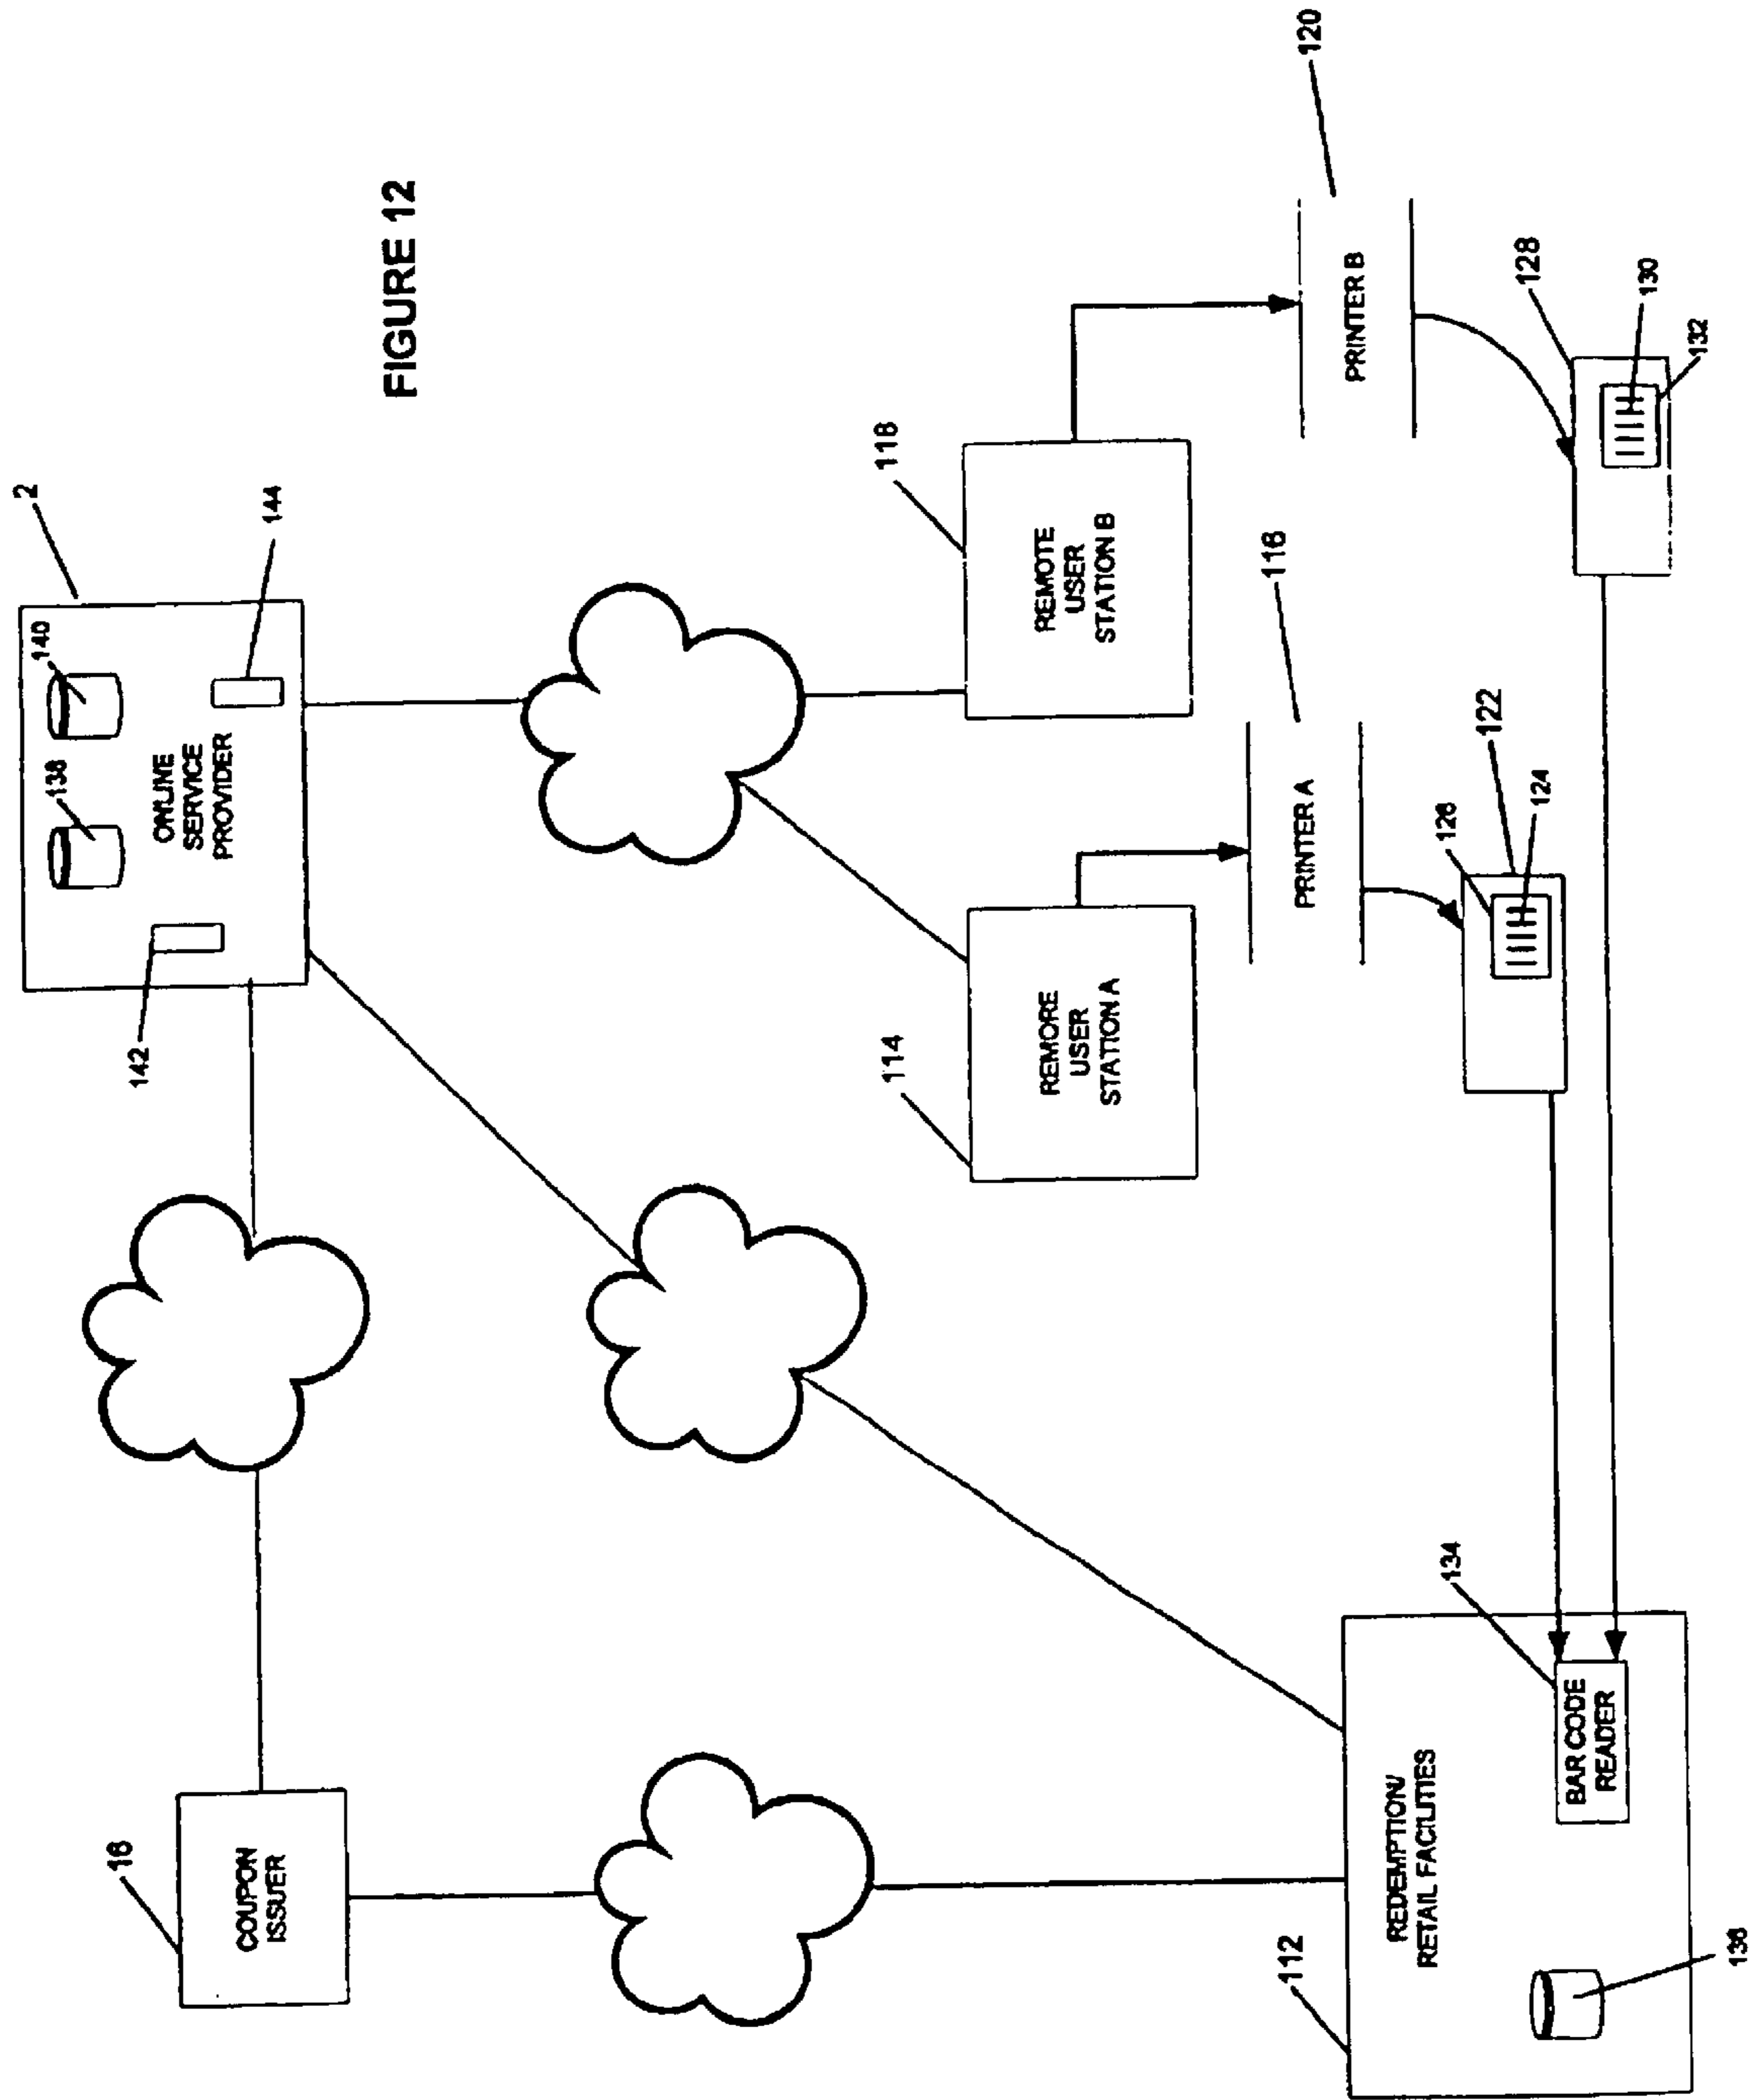 FIGURE 12
16
COUPON
ISSUER
142
138
140
2
ONLINE
SERVICE
PROVIDER
144
114
REMORE
USER
STATION A
118
REMOTE
USER
STATION B
116
PRINTER A
120
PRINTER B
126
122
124
128
130
132
112
REDEMPTION/
RETAIL FACILITIES
134
BAR CODE
READER
136